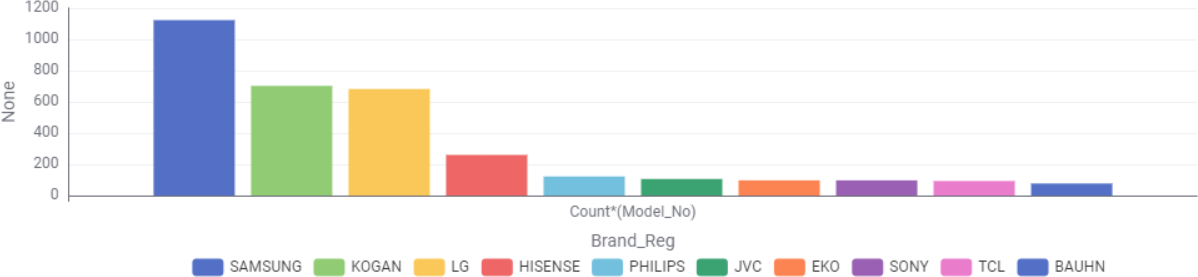 1200
1000
800
600
400
200
0
None
Count*(Model_No)
Brand_Reg
SAMSUNG KOGAN LG HISENSE PHILIPS JVC EKO SONY TCL BAUHN